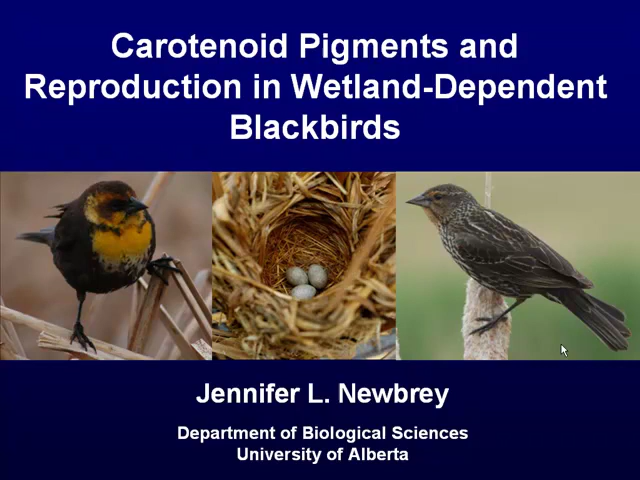 Carotenoid Pigments and
Reproduction in Wetland-Dependent
Blackbirds
Jennifer L. Newbrey
Department of Biological Sciences
University of Alberta